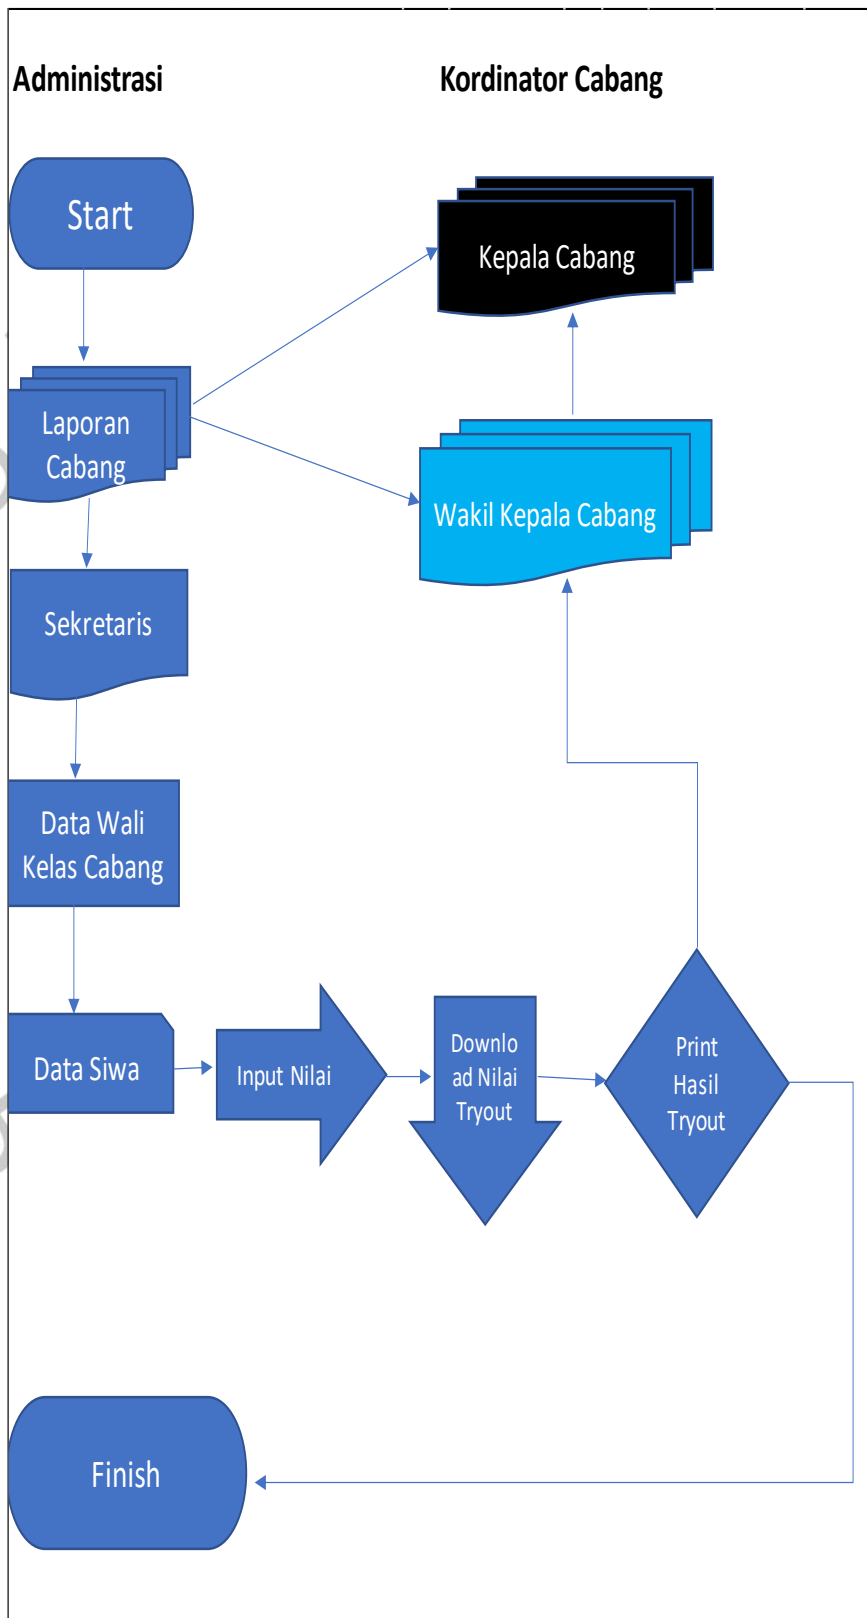 Administrasi
Kordinator Cabang
Start
Kepala Cabang
Laporan
Cabang
Wakil Kepala Cabang
Sekretaris
Data Wali
Kelas Cabang
Data Siwa
Input Nilai
Downlo
ad Nilai
Tryout
Print
Hasil
Tryout
Finish